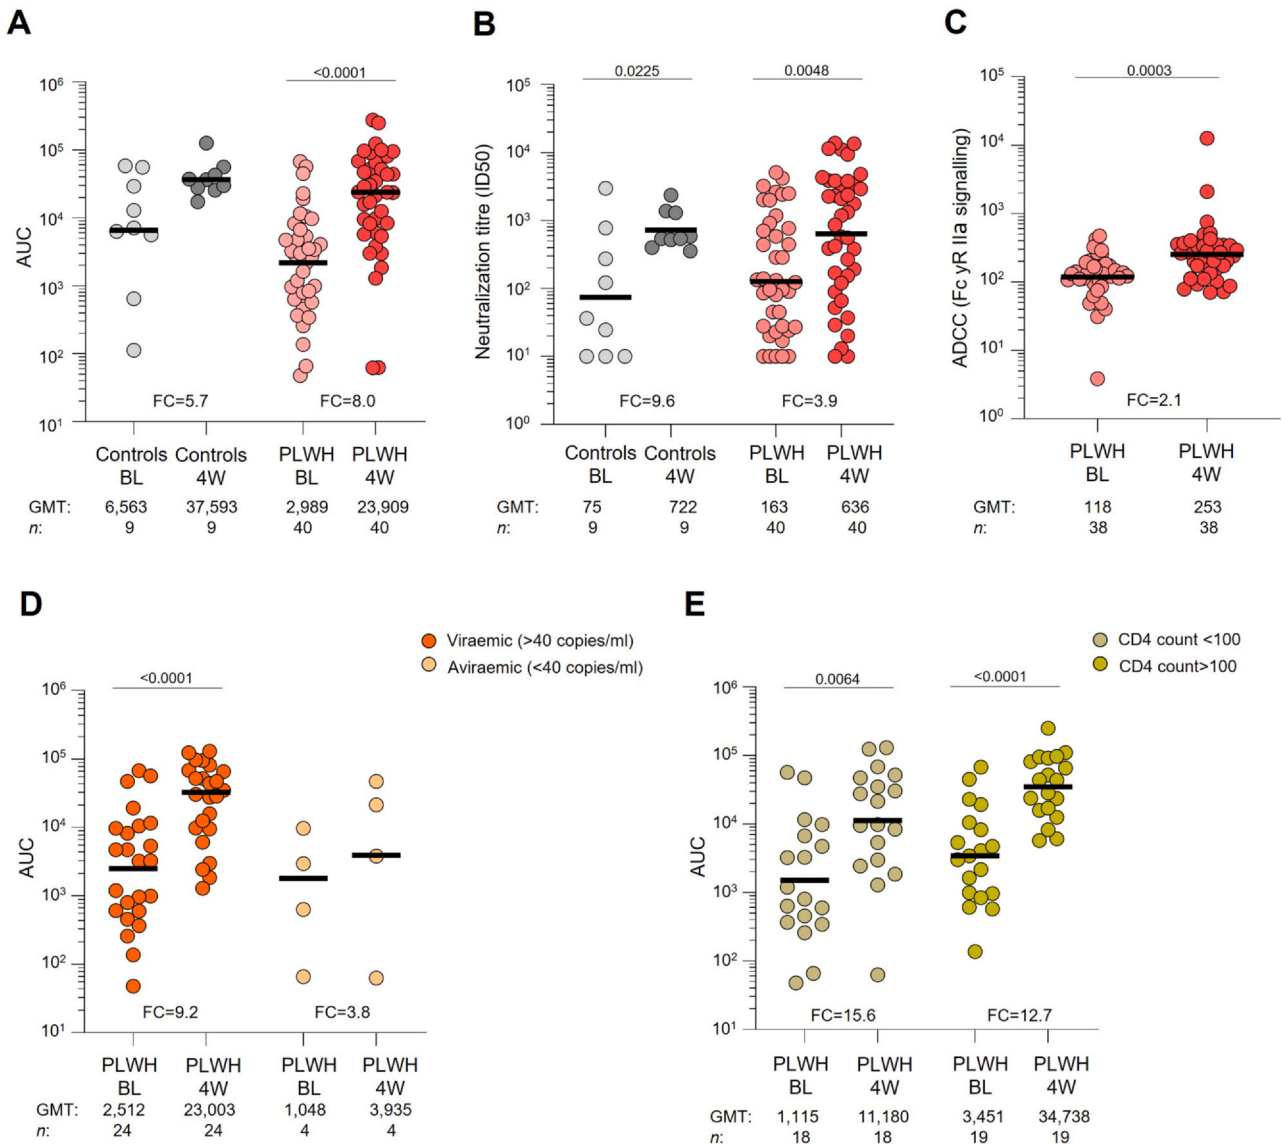 A
<0.0001
10⁶
10⁵
10⁴
10³
10²
10¹
AUC
FC=5.7
FC=8.0
Controls BL
Controls 4W
PLWH BL
PLWH 4W
GMT: 6,563 37,593 2,989 23,909
n: 9 9 40 40
B
0.0225
0.0048
10⁵
10⁴
10³
10²
10¹
10⁰
Neutralization titre (ID50)
FC=9.6
FC=3.9
Controls BL
Controls 4W
PLWH BL
PLWH 4W
GMT: 75 722 163 636
n: 9 9 40 40
C
0.0003
10⁵
10⁴
10³
10²
10¹
10⁰
ADCC (Fc yR IIa signalling)
FC=2.1
PLWH BL
PLWH 4W
GMT: 118 253
n: 38 38
D
Viraemic (>40 copies/ml)
Aviraemic (<40 copies/ml)
<0.0001
10⁶
10⁵
10⁴
10³
10²
10¹
AUC
FC=9.2
FC=3.8
PLWH BL
PLWH 4W
PLWH BL
PLWH 4W
GMT: 2,512 23,003 1,048 3,935
n: 24 24 4 4
E
CD4 count <100
CD4 count>100
0.0064
<0.0001
10⁶
10⁵
10⁴
10³
10²
10¹
AUC
FC=15.6
FC=12.7
PLWH BL
PLWH 4W
PLWH BL
PLWH 4W
GMT: 1,115 11,180 3,451 34,738
n: 18 18 19 19